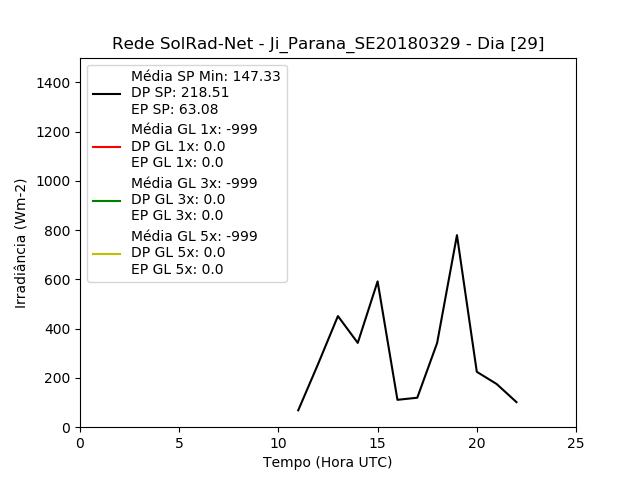 Rede SolRad-Net - Ji_Parana_SE20180329 - Dia [29]
Média SP Min: 147.33
DP SP: 218.51
EP SP: 63.08
Média GL 1x: -999
DP GL 1x: 0.0
EP GL 1x: 0.0
Média GL 3x: -999
DP GL 3x: 0.0
EP GL 3x: 0.0
Média GL 5x: -999
DP GL 5x: 0.0
EP GL 5x: 0.0
Irradiância (Wm-2)
1400
1200
1000
800
600
400
200
0
0 5 10 15 20 25
Tempo (Hora UTC)